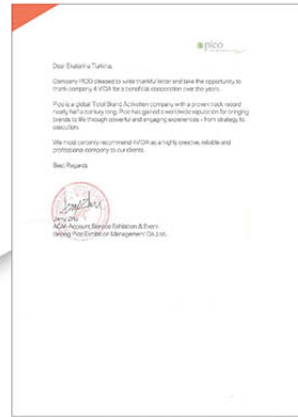 pico
Dear Ekaterina Turkina,
Company PICO pleased to write thankful letter and take the opportunity to
thank company 4 VIDA for a beneficial cooperation over the years.
Pico is a global Total Brand Activation company with a proven track record
nearly half a century long. Pico has gained a worldwide reputation for bringing
brands to life through powerful and engaging experiences - from strategy to
execution.
We most certainly recommend 4VIDA as a highly creative, reliable and
professional company to our clients.
Best Regards
Account Service Exhibition & Event
Beijing Pico Exhibition Management Co.,Ltd.